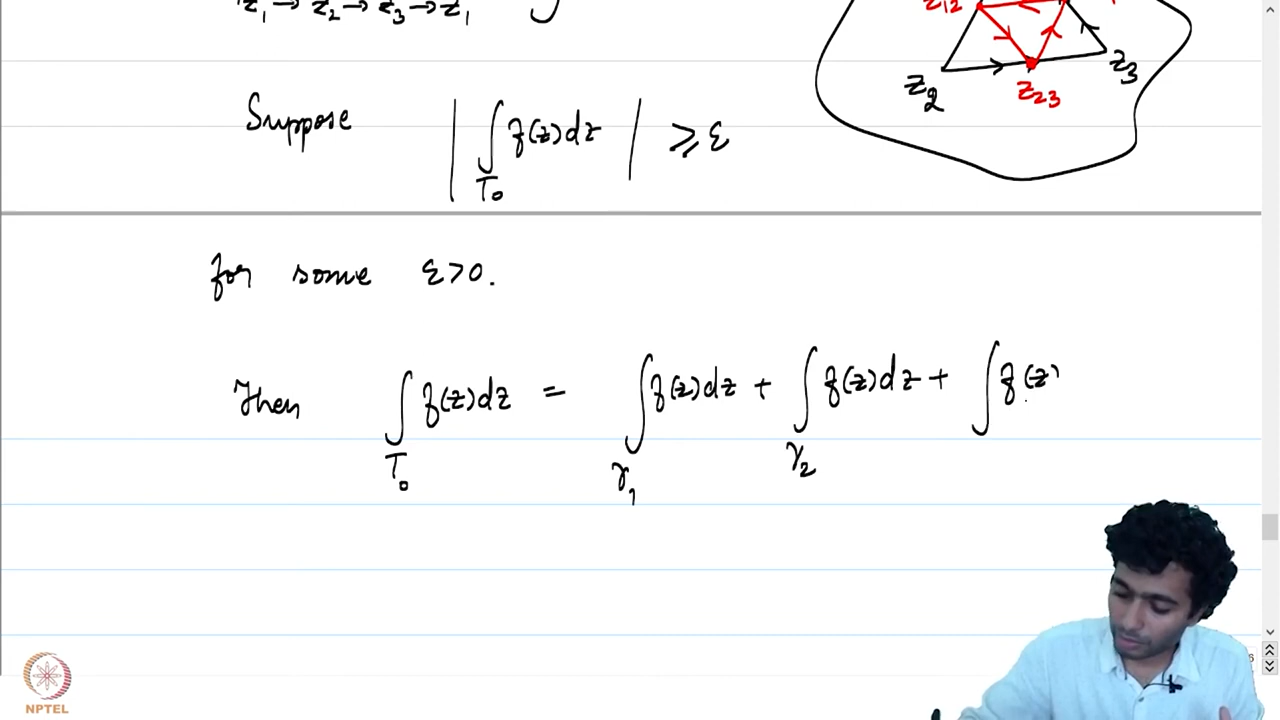 z₁→ z₂→ z₃→z₁
z₁₂
z₂ z₃
z₂₃
Suppose | ∫_{T₀} f(z)dz | ⩾ ε
for some ε>0.
Then ∫_{T₀} f(z)dz = ∫_{γ₁} f(z)dz + ∫_{γ₂} f(z)dz + ∫ f(z)
NPTEL